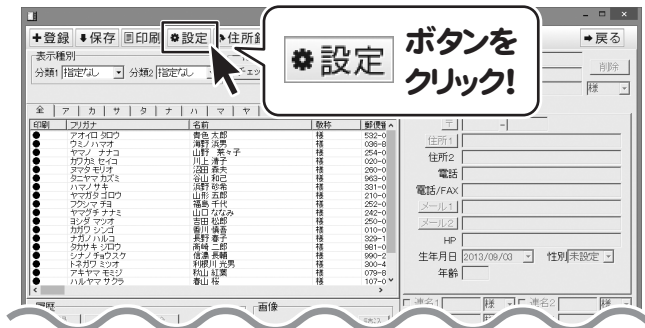 +登録 保存 印刷 設定 住所録
設定
ボタンを
クリック!
戻る
表示種別
分類1 指定なし 分類2 指定なし
削除
様
全 ア カ サ タ ナ ハ マ ヤ
印刷 フリガナ 名前 敬称 郵便番
アオイロ タロウ 青色 太郎 様 532-0
ウミノ ハマオ 海野 浜男 様 036-8
ヤマノ ナナコ 山野 菜々子 様 254-0
カワカミ セイコ 川上 清子 様 020-0
ヌマタ モリオ 沼田 森夫 様 260-0
タニヤマ カズミ 谷山 和己 様 963-0
ハマノ サキ 浜野 砂希 様 331-0
ヤマガタ ゴロウ 山形 五郎 様 210-0
フクシマ チヨ 福島 千代 様 252-0
ヤマグチ ナナミ 山口 ななみ 様 242-0
ヨシダ マツオ 吉田 松郎 様 250-0
カガワ シンゴ 香川 慎吾 様 010-0
ナガノ ハルコ 長野 春子 様 329-1
タカサキ ジロウ 高崎 二郎 様 981-0
シナノ チョウスケ 信濃 長輔 様 990-2
トネガワ ミツオ 利根川 光男 様 300-4
アキヤマ モミジ 秋山 紅葉 様 079-8
ハルヤマ サクラ 春山 桜 様 107-0
〒 -
住所1
住所2
電話
電話/FAX
メール1
メール2
HP
生年月日 2013/09/03 性別 未設定
年齢
履歴 画像
連名1 様 連名2 様